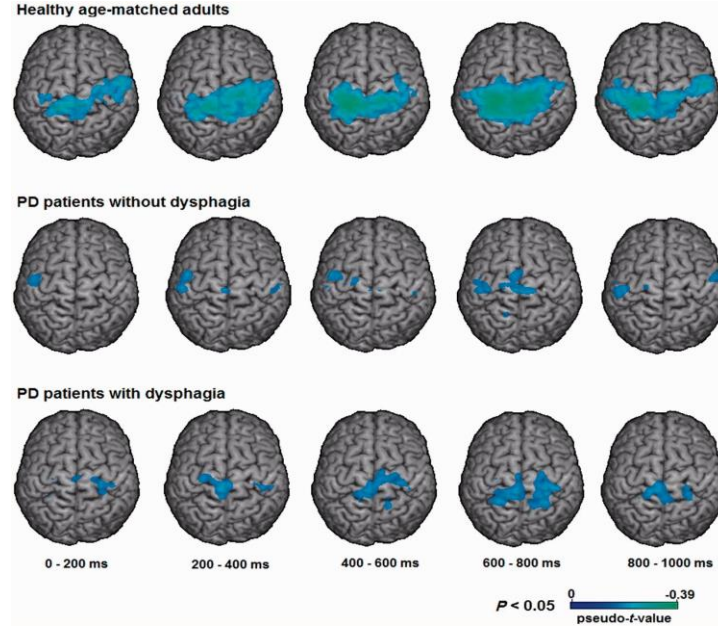 Healthy age-matched adults
PD patients without dysphagia
PD patients with dysphagia
0 - 200 ms 200 - 400 ms 400 - 600 ms 600 - 800 ms 800 - 1000 ms
0 -0.39
P < 0.05
pseudo-t-value